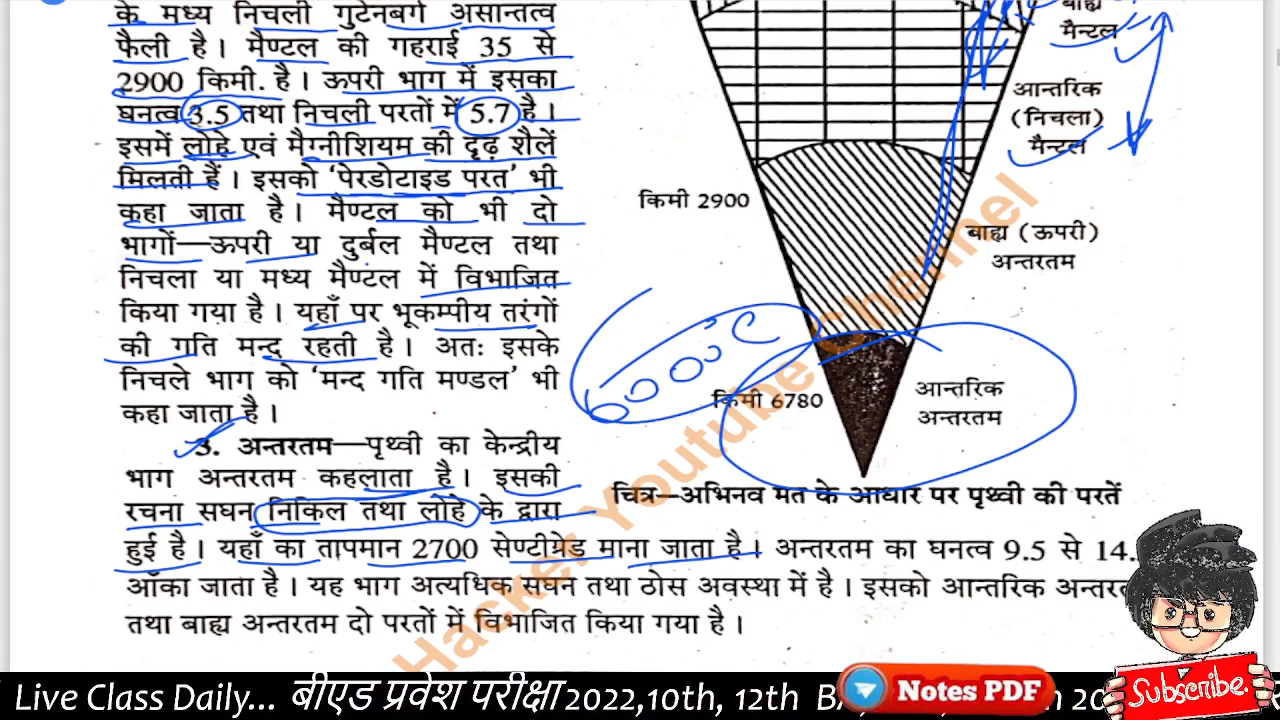 के मध्य निचली गुटेनबर्ग असान्तत्व
फैली है। मैण्टल की गहराई 35 से
2900 किमी. है। ऊपरी भाग में इसका
घनत्व 3.5 तथा निचली परतों में 5.7 है।
इसमें लोहे एवं मैग्नीशियम की दृढ़ शैलें
मिलती हैं। इसको 'पेरडोटाइड परत' भी
कहा जाता है। मैण्टल को भी दो
भागों—ऊपरी या दुर्बल मैण्टल तथा
निचला या मध्य मैण्टल में विभाजित
किया गया है। यहाँ पर भूकम्पीय तरंगों
की गति मन्द रहती है। अतः इसके
निचले भाग को 'मन्द गति मण्डल' भी
कहा जाता है।
3. अन्तरतम—पृथ्वी का केन्द्रीय
भाग अन्तरतम कहलाता है। इसकी
रचना सघन निकिल तथा लोहे के द्वारा
हुई है। यहाँ का तापमान 2700 सेण्टीमेड माना जाता है। अन्तरतम का घनत्व 9.5 से 14.
आँका जाता है। यह भाग अत्यधिक सघन तथा ठोस अवस्था में है। इसको आन्तरिक
तथा बाह्य अन्तरतम दो परतों में विभाजित किया गया है।
बाह्य
मैन्टल
आन्तरिक
(निचला)
मैन्टल
किमी 2900
बाह्य (ऊपरी)
अन्तरतम
6000°C
किमी 6780
आन्तरिक
अन्तरतम
चित्र—अभिनव मत के आधार पर पृथ्वी की परतें
Hacker Youtube Channel
Live Class Daily... बीएड प्रवेश परीक्षा 2022,10th, 12th
Notes PDF
Subscribe.